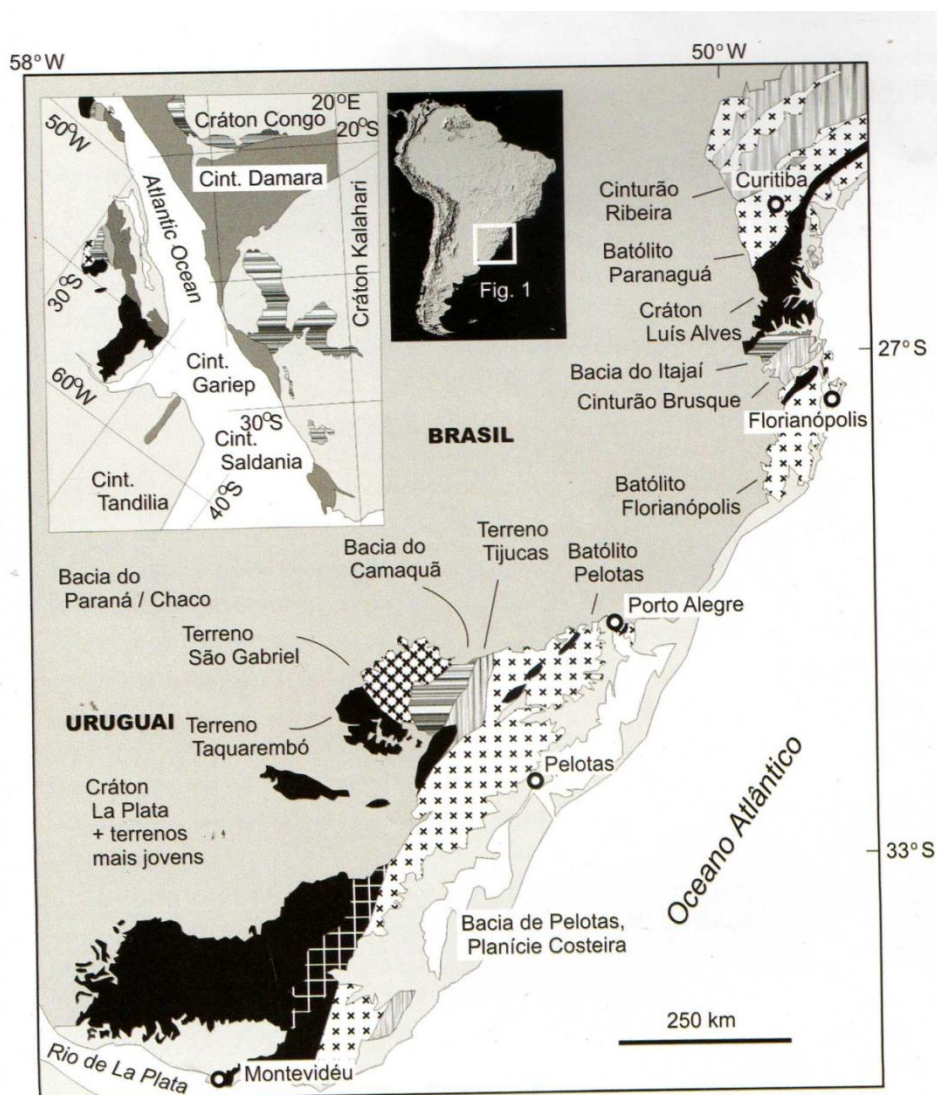 58°W
50°W
50°W
20°E
Cráton Congo
20°S
Cint. Damara
Atlantic Ocean
Cráton Kalahari
30°S
60°W
Cint.
Gariep
30°S
Cint.
Saldania
Cint.
Tandilia
40°S
Fig. 1
Curitiba
Cinturão
Ribeira
Batólito
Paranaguá
Cráton
Luís Alves
27°S
Bacia do Itajaí
Cinturão Brusque
Florianópolis
BRASIL
Batólito
Florianópolis
Terreno
Tijucas
Bacia do
Camaquã
Batólito
Pelotas
Bacia do
Paraná / Chaco
Porto Alegre
Terreno
São Gabriel
URUGUAI
Terreno
Taquarembó
Pelotas
Cráton
La Plata
+ terrenos
mais jovens
Oceano Atlântico
33°S
Bacia de Pelotas,
Planície Costeira
250 km
Rio de La Plata
Montevidéu